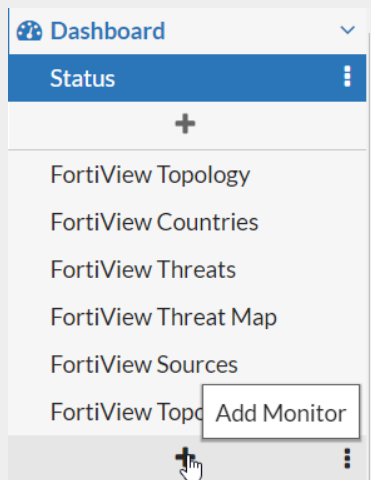 Dashboard
Status
+
FortiView Topology
FortiView Countries
FortiView Threats
FortiView Threat Map
FortiView Sources
FortiView Topo
Add Monitor
+